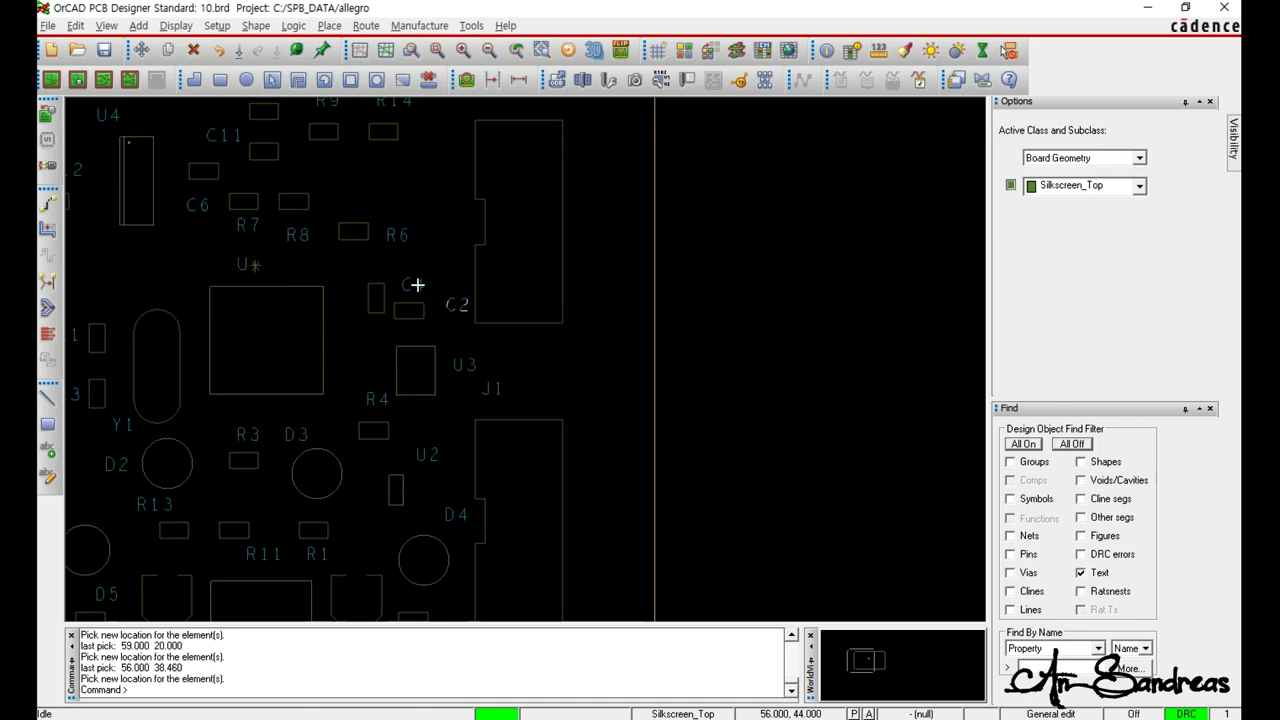 OrCAD PCB Designer Standard: 10.brd Project: C:/SPB_DATA/allegro
File Edit View Add Display Setup Shape Logic Place Route Manufacture Tools Help
cādence
R9 R14
U4
C11
2
C6
R7
R8 R6
U*
C2
1
U3
J1
R4
3
Y1
R3 D3
D2 U2
R13
D4
R11 R1
D5
Options
Active Class and Subclass:
Board Geometry
Silkscreen_Top
Visibility
Find
Design Object Find Filter
All On All Off
Groups Shapes
Comps Voids/Cavities
Symbols Cline segs
Functions Other segs
Nets Figures
Pins DRC errors
Vias Text
Clines Ratsnests
Lines Rat Ts
Find By Name
Property Name
> More...
An Sandreas
Pick new location for the element(s).
last pick: 59.000 20.000
Pick new location for the element(s).
last pick: 56.000 38.460
Pick new location for the element(s).
Command >
Idle Silkscreen_Top 56.000, 44.000 P A - (null) General edit Off DRC 1